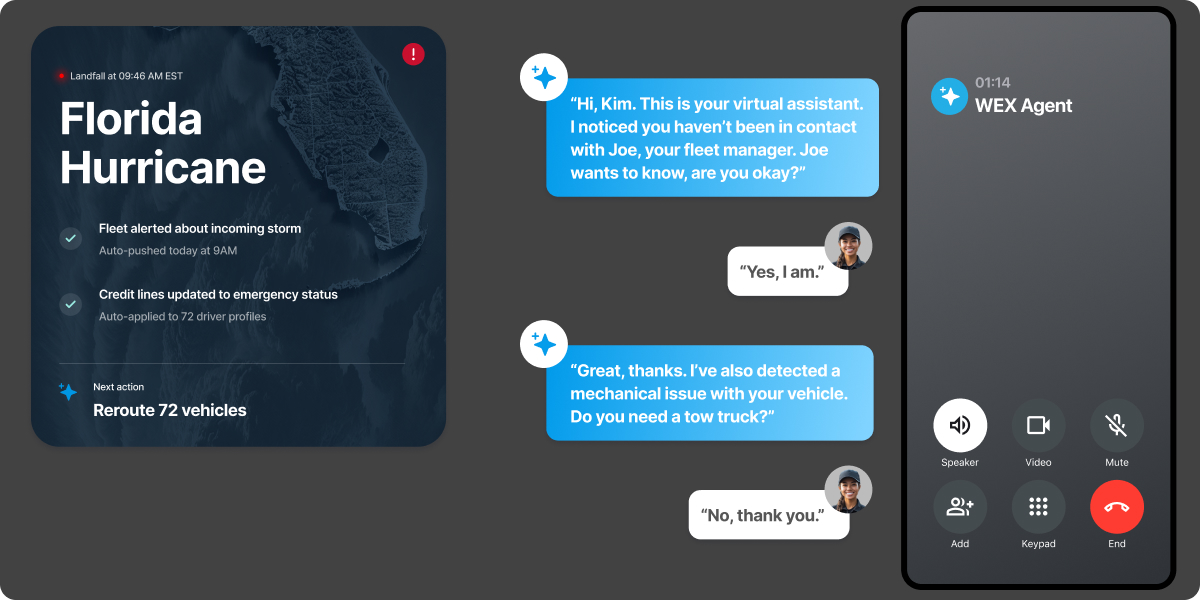 Landfall at 09:46 AM EST
Florida
Hurricane
Fleet alerted about incoming storm
Auto-pushed today at 9AM
Credit lines updated to emergency status
Auto-applied to 72 driver profiles
Next action
Reroute 72 vehicles
“Hi, Kim. This is your virtual assistant.
I noticed you haven’t been in contact
with Joe, your fleet manager. Joe
wants to know, are you okay?”
“Yes, I am.”
“Great, thanks. I’ve also detected a
mechanical issue with your vehicle.
Do you need a tow truck?”
“No, thank you.”
01:14
WEX Agent
Speaker
Video
Mute
Add
Keypad
End